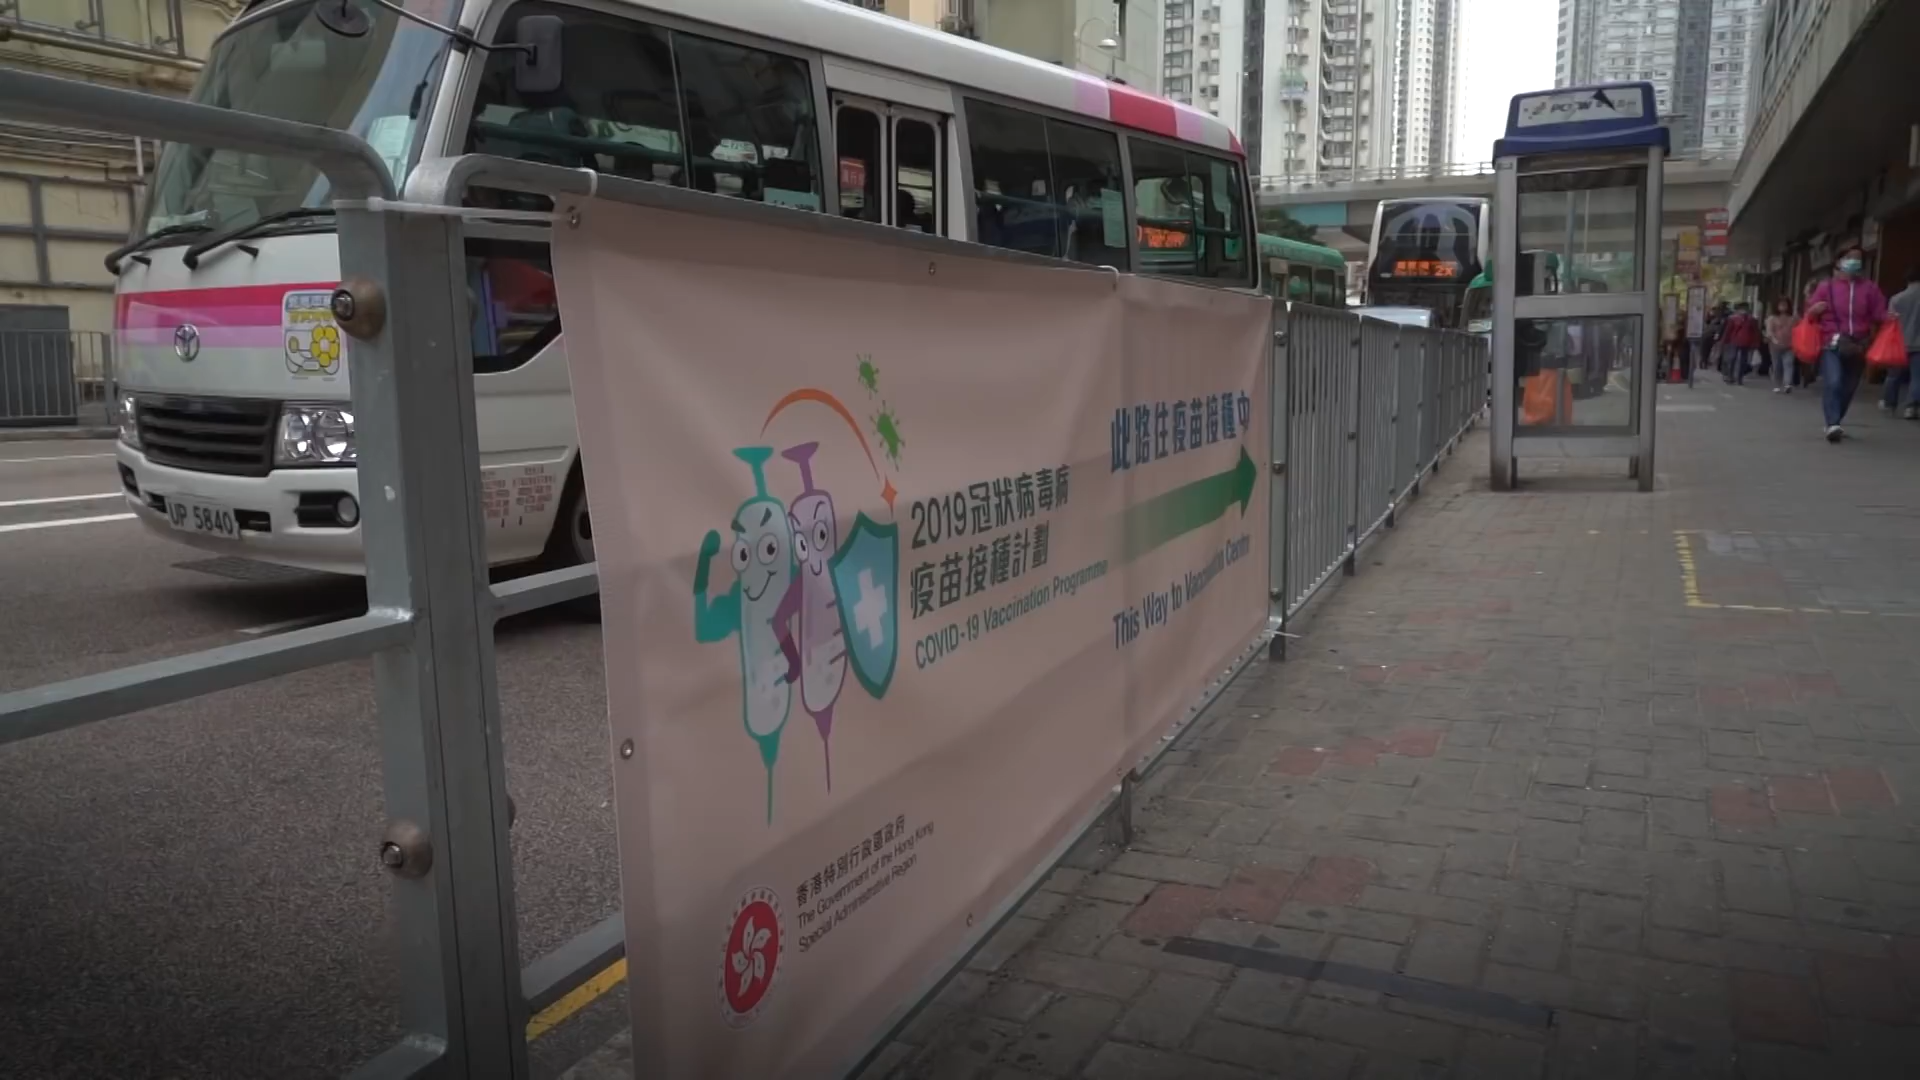 2019冠狀病毒病
疫苗接種計劃
COVID-19 Vaccination Programme
此路往疫苗接種中
This Way to Vaccination Centre
香港特別行政區政府
The Government of the Hong Kong
Special Administrative Region
UP 5840
2X